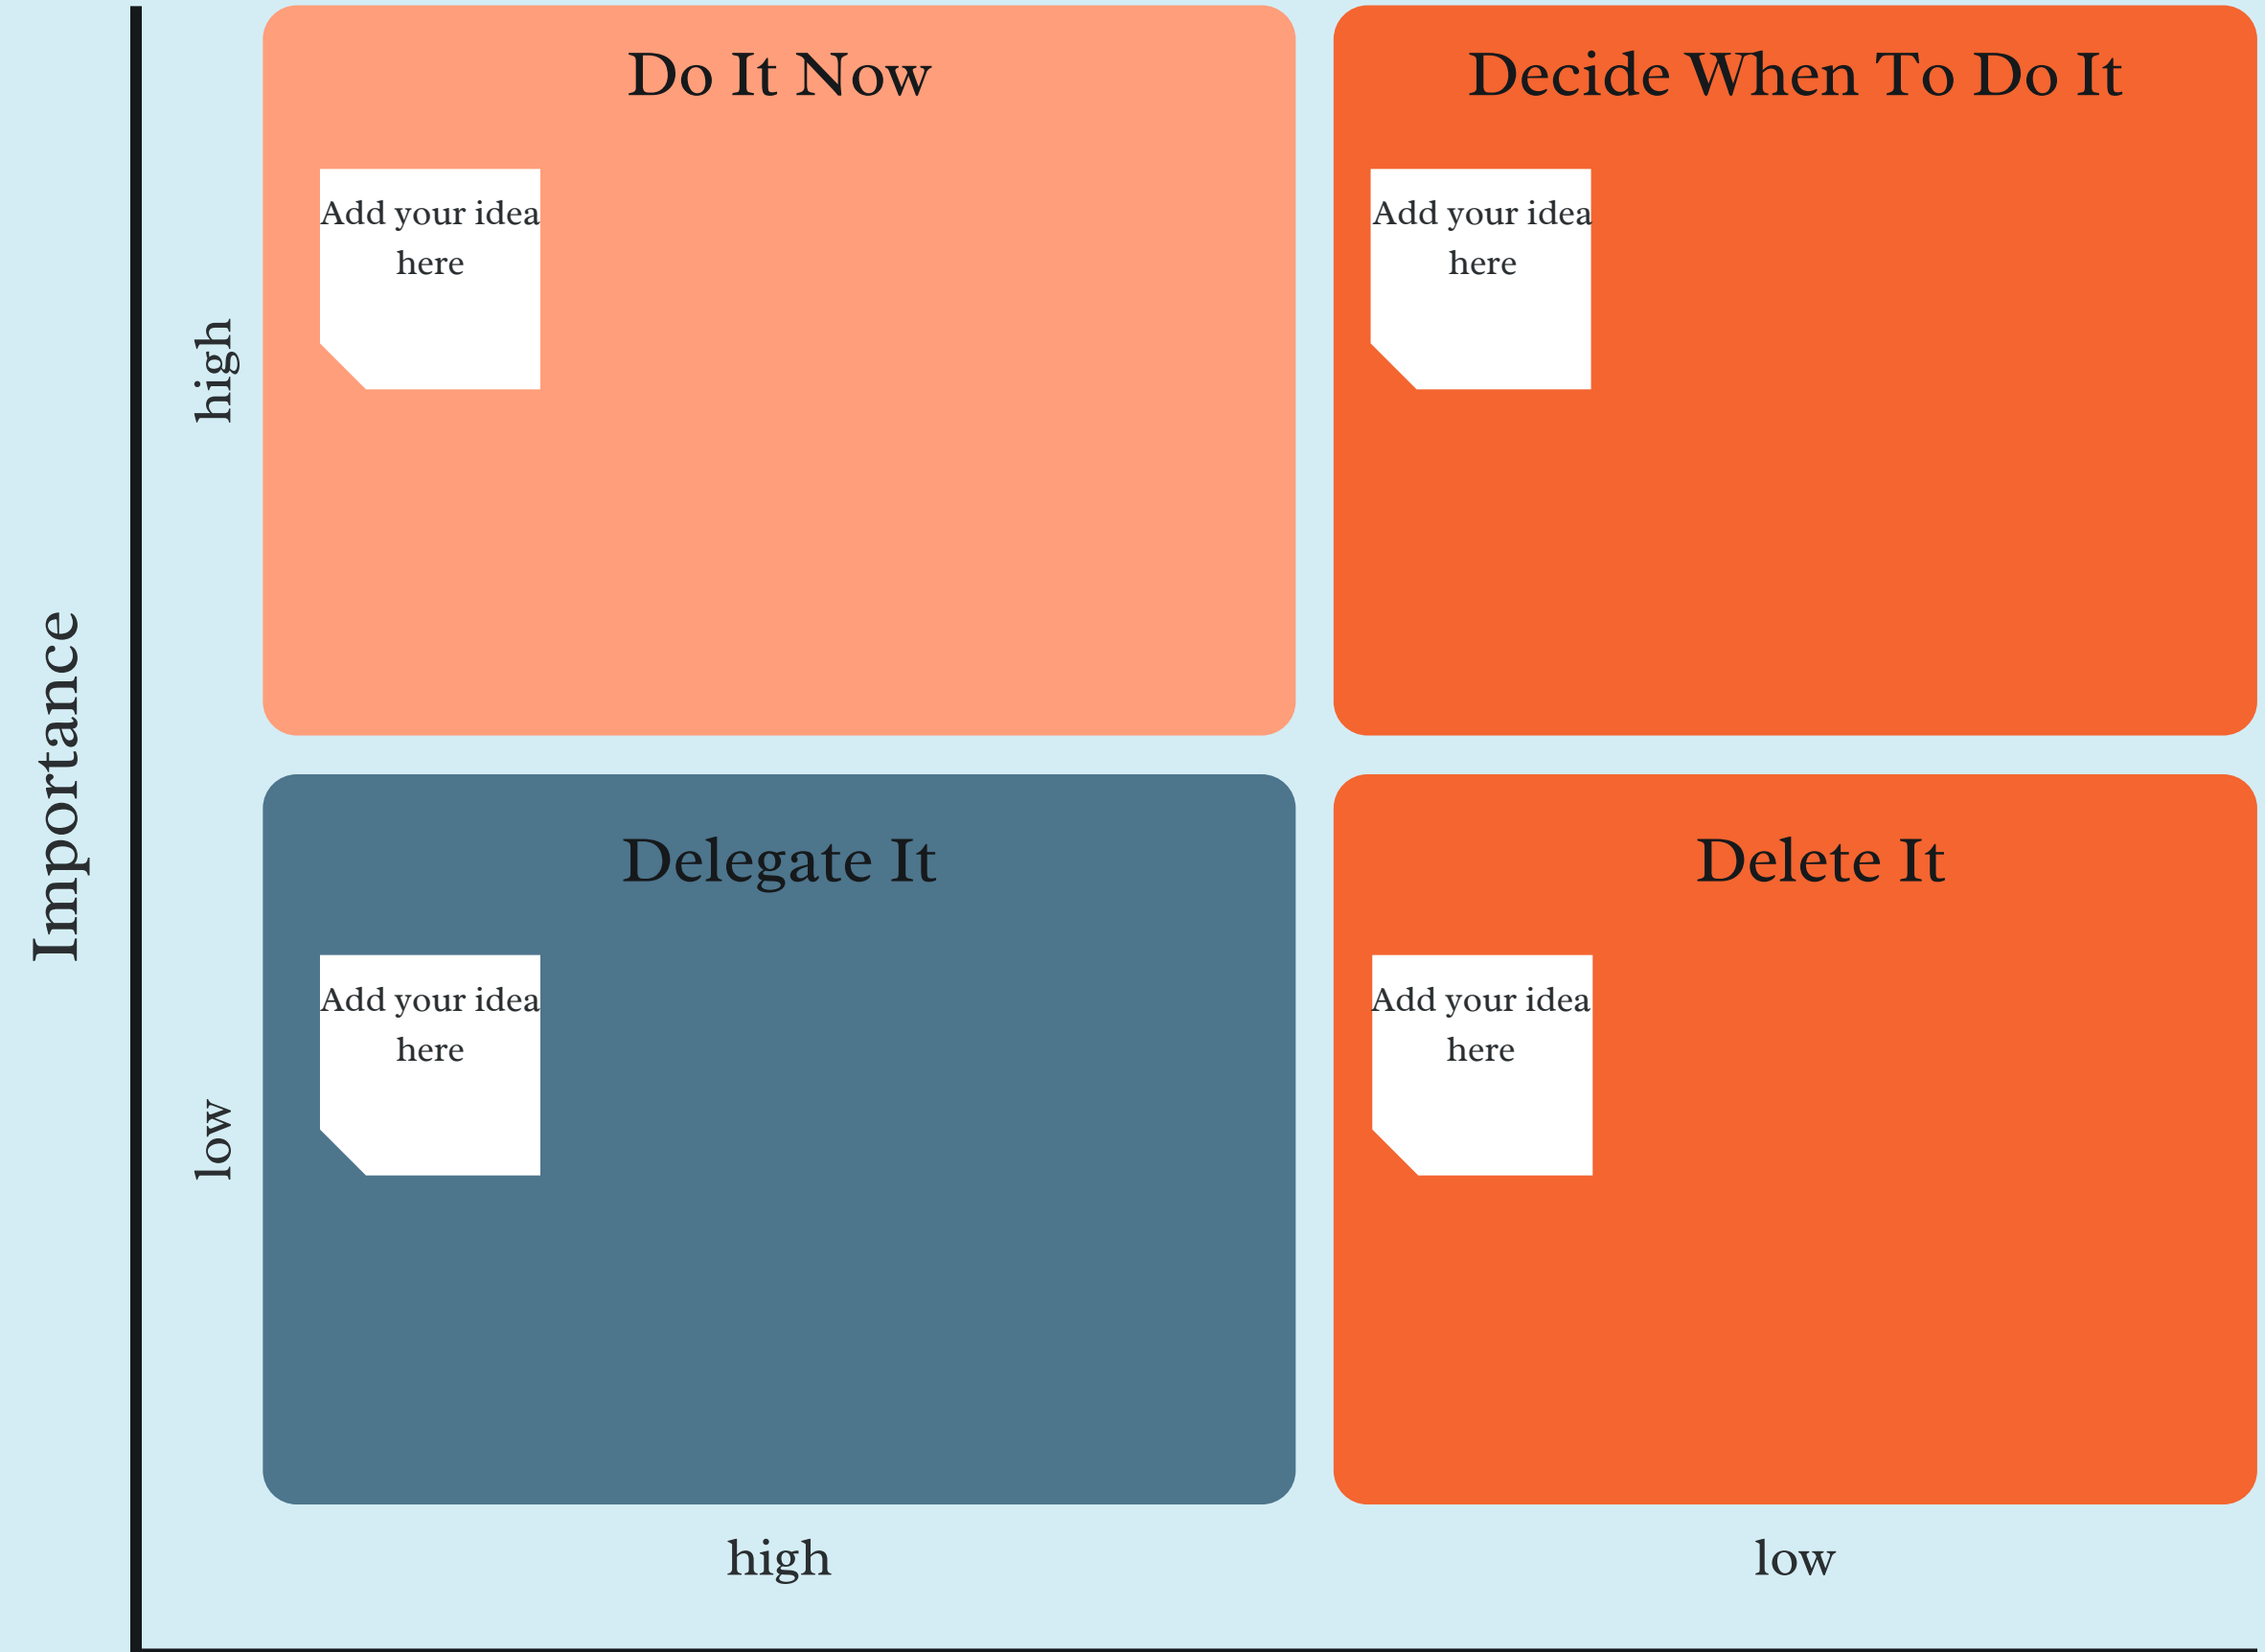 Do It Now
Decide When To Do It
Add your idea
here
Add your idea
here
high
Importance
Delegate It
Delete It
Add your idea
here
Add your idea
here
low
high
low